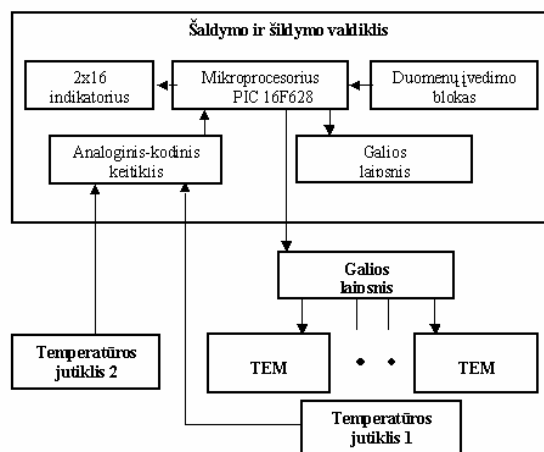 Šaldymo ir šildymo valdiklis
2x16
indikatorius
Mikroprocesorius
PIC 16F628
Duomenų įvedimo
blokas
Analoginis-kodinis
keitiklis
Galios
laipsnis
Galios
laipsnis
TEM
TEM
Temperatūros
jutiklis 2
Temperatūros
jutiklis 1